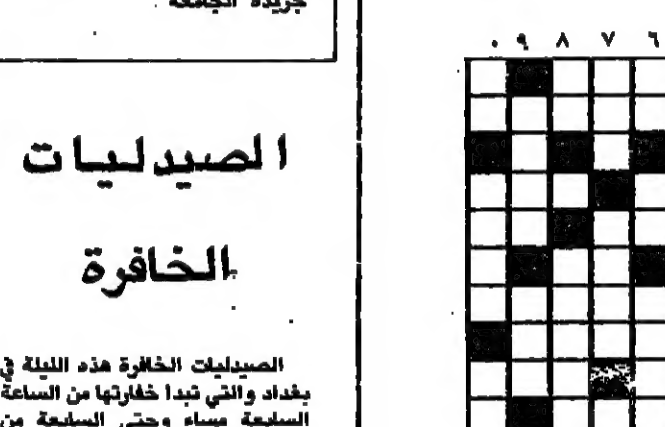 جريدة الجامعة .
الصيدليات
الخافرة
الصيدليات الخافرة هذه الليلة في
بغداد والتي تبدأ خفارتها من الساعة
السابعة مساء وحتى السابعة من
٠ ٩ ٨ ٧ ٦